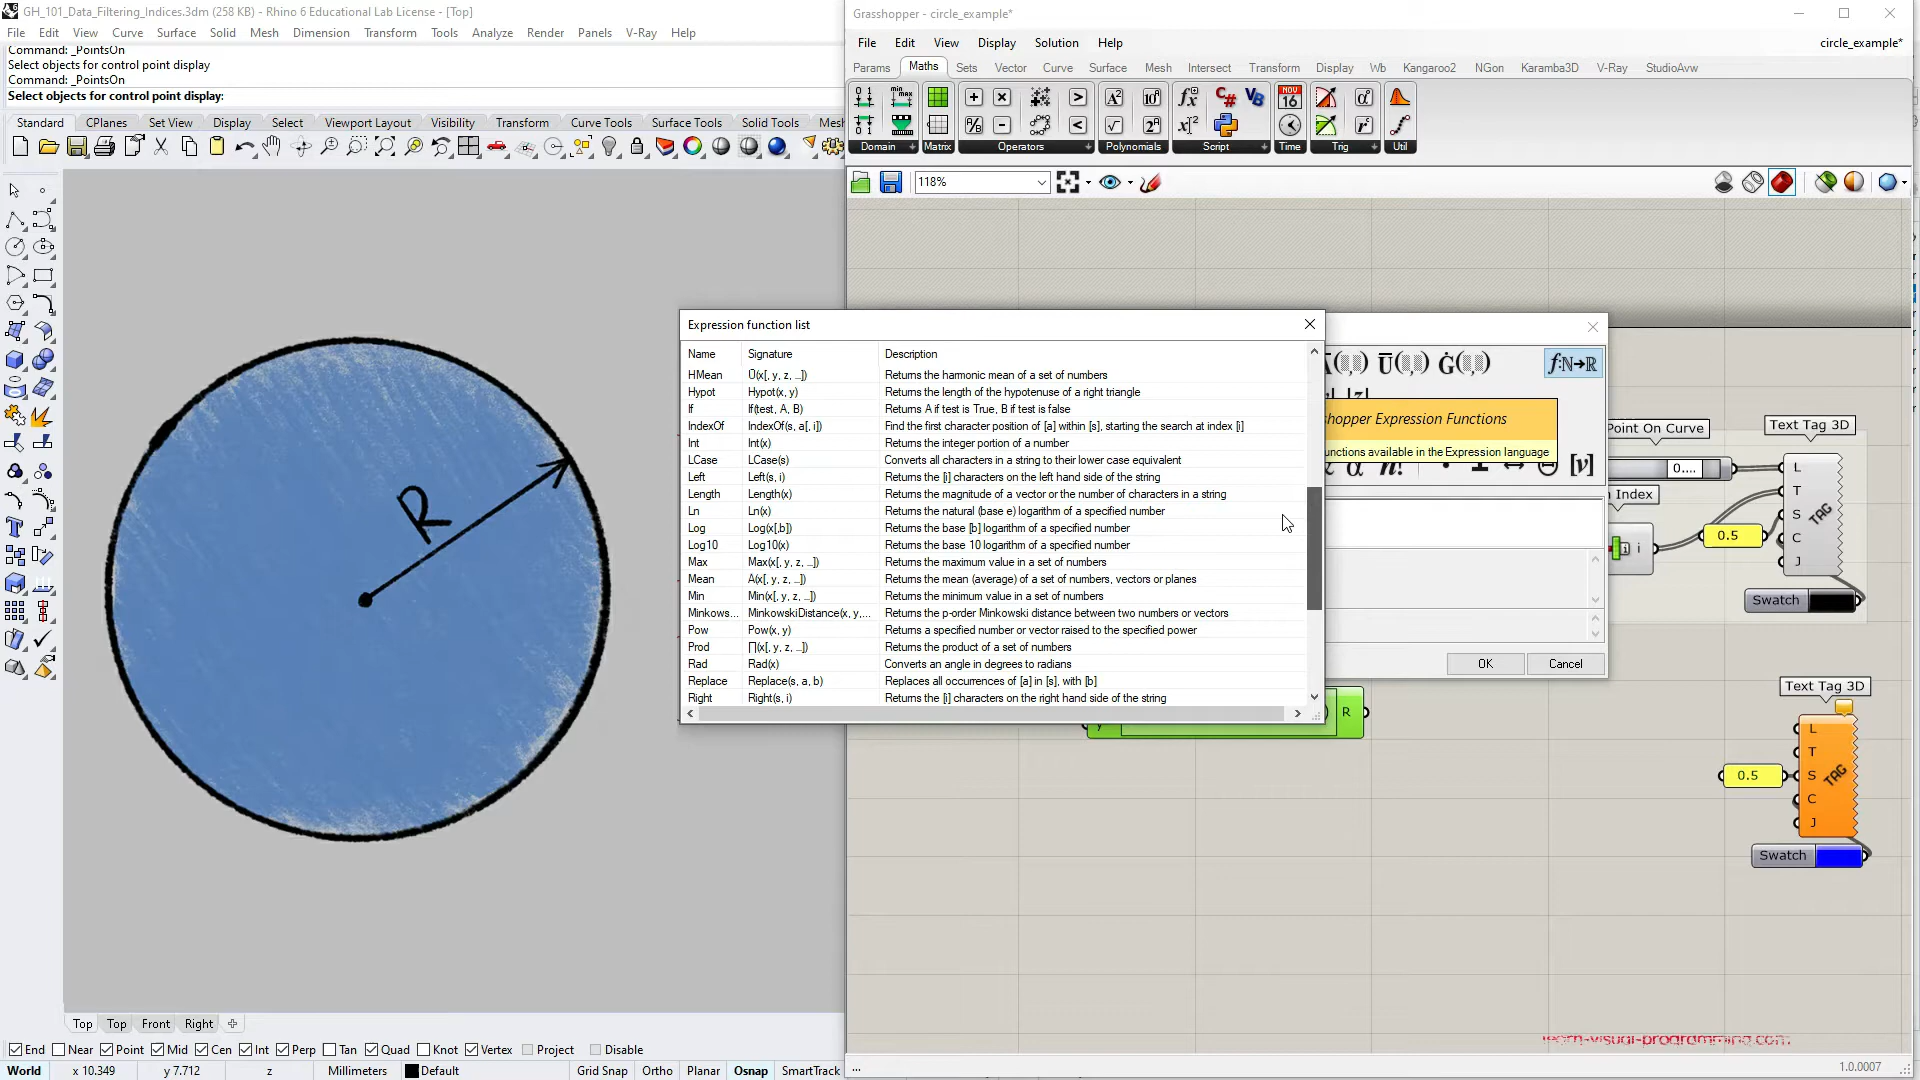 GH_101_Data_Filtering_Indices.3dm (258 KB) - Rhino 6 Educational Lab License - [Top]
File Edit View Curve Surface Solid Mesh Dimension Transform Tools Analyze Render Panels V-Ray Help
Command: _PointsOn
Select objects for control point display
Command: _PointsOn
Select objects for control point display:
Standard CPlanes Set View Display Select Viewport Layout Visibility Transform Curve Tools Surface Tools Solid Tools
R
Top Top Front Right
End Near Point Mid Cen Int Perp Tan Quad Knot Vertex Project Disable
World x 10.349 y 7.712 z Millimeters Default Grid Snap Ortho Planar Osnap SmartTrack
Grasshopper - circle_example*
File Edit View Display Solution Help circle_example*
Params Maths Sets Vector Curve Surface Mesh Intersect Transform Display Wb Kangaroo2 NGon Karamba3D V-Ray StudioAvw
Domain Matrix Operators Polynomials Script Time Trig Util
118%
Expression function list
Name Signature Description
HMean Ū(x[, y, z, ...]) Returns the harmonic mean of a set of numbers
Hypot Hypot(x, y) Returns the length of the hypotenuse of a right triangle
If If(test, A, B) Returns A if test is True, B if test is false
IndexOf IndexOf(s, a[, i]) Find the first character position of [a] within [s], starting the search at index [i]
Int Int(x) Returns the integer portion of a number
LCase LCase(s) Converts all characters in a string to their lower case equivalent
Left Left(s, i) Returns the [i] characters on the left hand side of the string
Length Length(x) Returns the magnitude of a vector or the number of characters in a string
Ln Ln(x) Returns the natural (base e) logarithm of a specified number
Log Log(x[,b]) Returns the base [b] logarithm of a specified number
Log10 Log10(x) Returns the base 10 logarithm of a specified number
Max Max(x[, y, z, ...]) Returns the maximum value in a set of numbers
Mean Ā(x[, y, z, ...]) Returns the mean (average) of a set of numbers, vectors or planes
Min Min(x[, y, z, ...]) Returns the minimum value in a set of numbers
Minkows... MinkowskiDistance(x, y,... Returns the p-order Minkowski distance between two numbers or vectors
Pow Pow(x, y) Returns a specified number or vector raised to the specified power
Prod ∏(x[, y, z, ...]) Returns the product of a set of numbers
Rad Rad(x) Converts an angle in degrees to radians
Replace Replace(s, a, b) Replaces all occurrences of [a] in [s], with [b]
Right Right(s, i) Returns the [i] characters on the right hand side of the string
f:N→R
Expression Functions
unctions available in the Expression language
OK Cancel
Point On Curve
Text Tag 3D
0....
Index
i
0.5
L
T
S
C
J
TAG
Swatch
y R
Text Tag 3D
0.5
L
T
S
C
J
TAG
Swatch
learn-visual-programming.com
... 1.0.0007